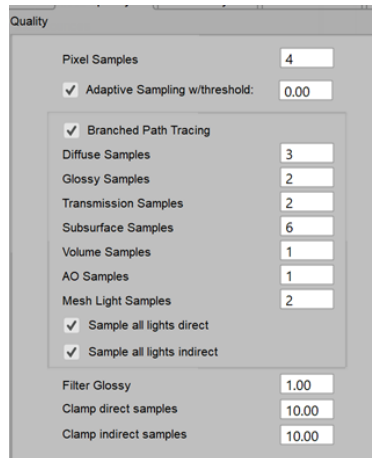 Quality
Pixel Samples 4
Adaptive Sampling w/threshold: 0.00
Branched Path Tracing
Diffuse Samples 3
Glossy Samples 2
Transmission Samples 2
Subsurface Samples 6
Volume Samples 1
AO Samples 1
Mesh Light Samples 2
Sample all lights direct
Sample all lights indirect
Filter Glossy 1.00
Clamp direct samples 10.00
Clamp indirect samples 10.00